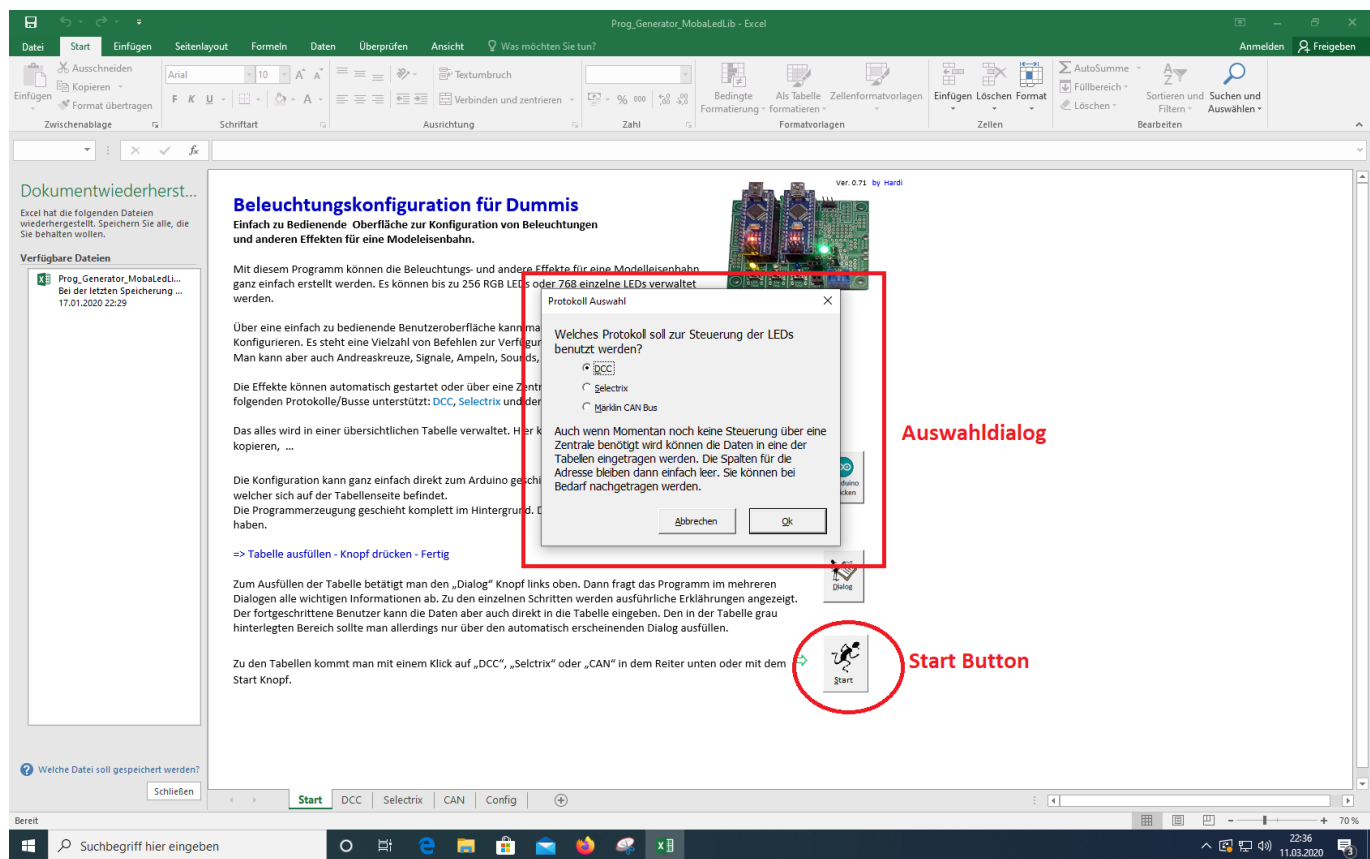 Prog_Generator_MobaLedLib - Excel
Datei Start Einfügen Seitenlayout Formeln Daten Überprüfen Ansicht Was möchten Sie tun? Anmelden Freigeben
Einfügen
Ausschneiden
Kopieren
Format übertragen
Zwischenablage
Arial 10
F K U
Schriftart
Textumbruch
Verbinden und zentrieren
Ausrichtung
% 000
Zahl
Bedingte Formatierung
Als Tabelle formatieren
Zellenformatvorlagen
Formatvorlagen
Einfügen Löschen Format
Zellen
AutoSumme
Füllbereich
Löschen
Sortieren und Filtern
Suchen und Auswählen
Bearbeiten
fx
Dokumentwiederherst...
Excel hat die folgenden Dateien
wiederhergestellt. Speichern Sie alle, die
Sie behalten wollen.
Verfügbare Dateien
Prog_Generator_MobaLedLi...
Bei der letzten Speicherung ...
17.01.2020 22:29
Welche Datei soll gespeichert werden?
Schließen
Ver. 0.71 by Hardi
Beleuchtungskonfiguration für Dummis
Einfach zu Bedienende Oberfläche zur Konfiguration von Beleuchtungen
und anderen Effekten für eine Modeleisenbahn.
Mit diesem Programm können die Beleuchtungs- und andere Effekte für eine Modelleisenbahn
ganz einfach erstellt werden. Es können bis zu 256 RGB LEDs oder 768 einzelne LEDs verwaltet
werden.
Über eine einfach zu bedienende Benutzeroberfläche kann ma
Konfigurieren. Es steht eine Vielzahl von Befehlen zur Verfügun
Man kann aber auch Andreaskreuze, Signale, Ampeln, Sounds,
Die Effekte können automatisch gestartet oder über eine Zentr
folgenden Protokolle/Busse unterstützt: DCC, Selectrix und der
Das alles wird in einer übersichtlichen Tabelle verwaltet. Hier k
kopieren, ...
Die Konfiguration kann ganz einfach direkt zum Arduino geschi
welcher sich auf der Tabellenseite befindet.
Die Programmerzeugung geschieht komplett im Hintergrund. D
haben.
=> Tabelle ausfüllen - Knopf drücken - Fertig
Zum Ausfüllen der Tabelle betätigt man den „Dialog“ Knopf links oben. Dann fragt das Programm im mehreren
Dialogen alle wichtigen Informationen ab. Zu den einzelnen Schritten werden ausführliche Erklährungen angezeigt.
Der fortgeschrittene Benutzer kann die Daten aber auch direkt in die Tabelle eingeben. Den in der Tabelle grau
hinterlegten Bereich sollte man allerdings nur über den automatisch erscheinenden Dialog ausfüllen.
Zu den Tabellen kommt man mit einem Klick auf „DCC“, „Selctrix“ oder „CAN“ in dem Reiter unten oder mit dem
Start Knopf.
Protokoll Auswahl
Welches Protokoll soll zur Steuerung der LEDs
benutzt werden?
DCC
Selectrix
Märklin CAN Bus
Auch wenn Momentan noch keine Steuerung über eine
Zentrale benötigt wird können die Daten in eine der
Tabellen eingetragen werden. Die Spalten für die
Adresse bleiben dann einfach leer. Sie können bei
Bedarf nachgetragen werden.
Abbrechen Ok
Auswahldialog
Dialog
Start
Start Button
Start DCC Selectrix CAN Config
Bereit
70 %
Suchbegriff hier eingeben
22:36
11.03.2020
3